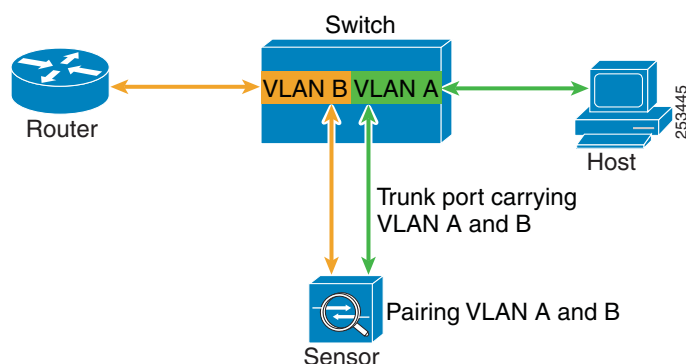 Switch
VLAN B VLAN A
Router
Host
253445
Trunk port carrying
VLAN A and B
Pairing VLAN A and B
Sensor